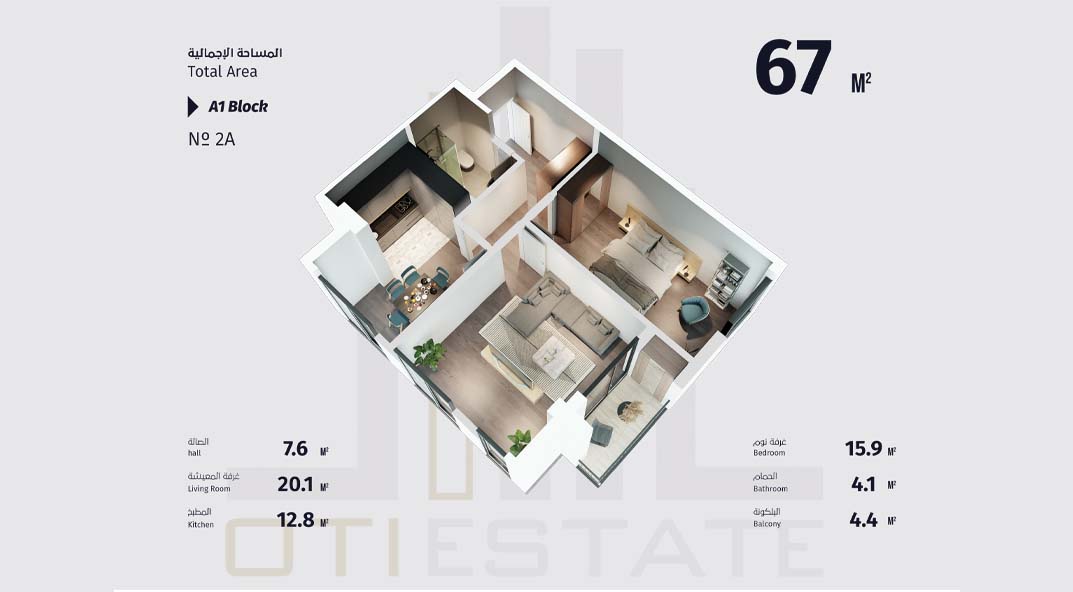 المساحة الإجمالية
Total Area
A1 Block
Nº 2A
67 M²
الصالة
hall
7.6 M²
غرفة المعيشة
Living Room
20.1 M²
المطبخ
Kitchen
12.8 M²
غرفة نوم
Bedroom
15.9 M²
الحمام
Bathroom
4.1 M²
البلكونة
Balcony
4.4 M²
OTIESTATE